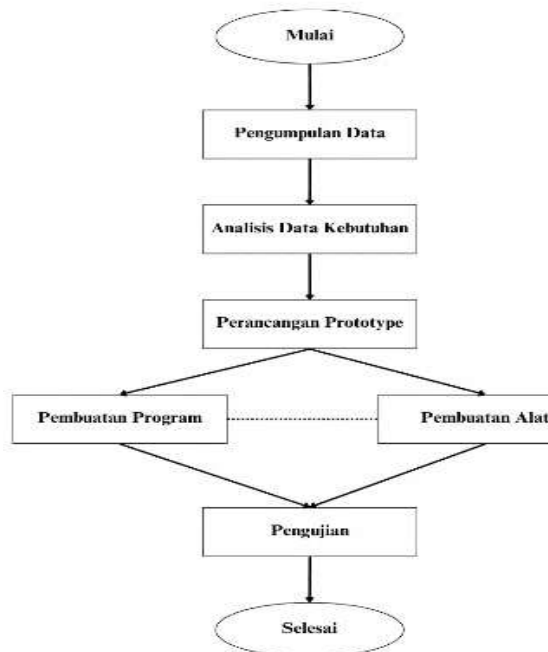 Mulai
Pengumpulan Data
Analisis Data Kebutuhan
Perancangan Prototype
Pembuatan Program
Pembuatan Alat
Pengujian
Selesai